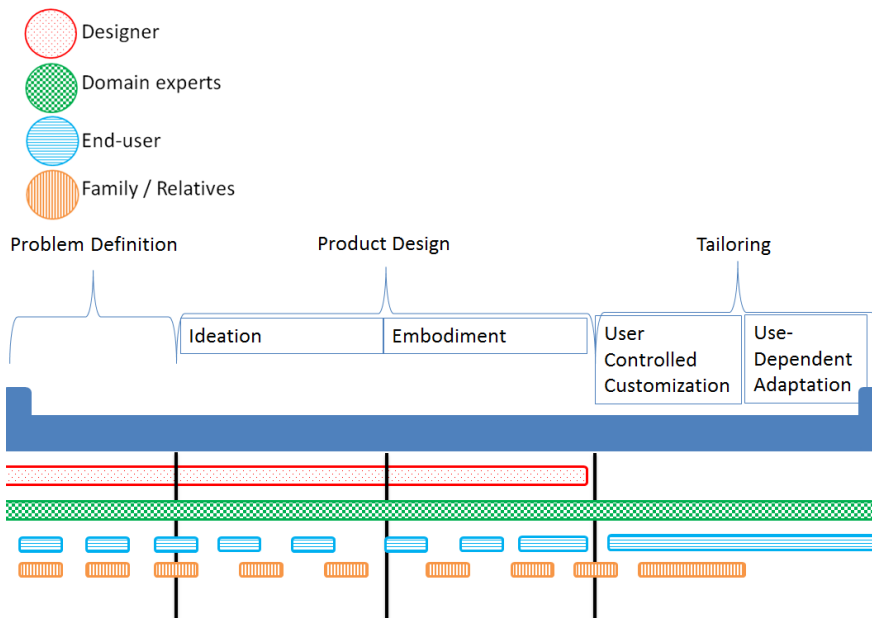 Designer
Domain experts
End-user
Family / Relatives
Problem Definition
Product Design
Tailoring
Ideation
Embodiment
User
Controlled
Customization
Use-
Dependent
Adaptation